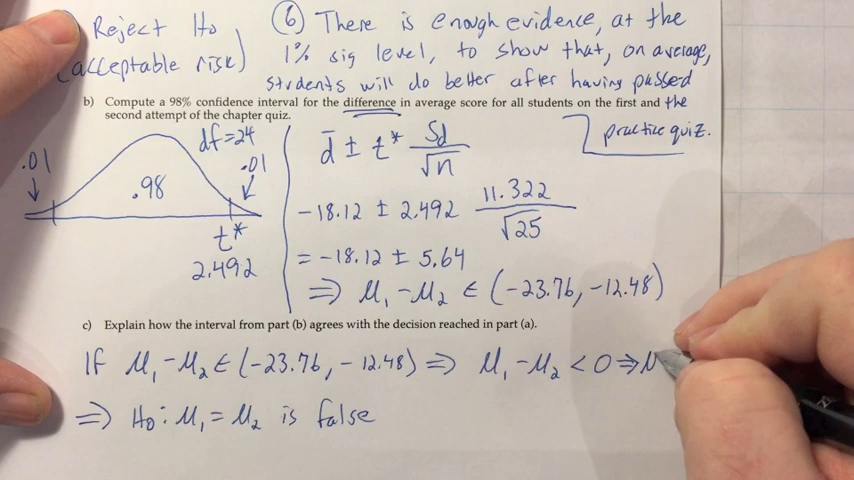 Reject Ho
(acceptable risk)
⑥ There is enough evidence, at the
1% sig level, to show that, on average,
students will do better after having passed
the
practice quiz.
b) Compute a 98% confidence interval for the difference in average score for all students on the first and
second attempt of the chapter quiz.
df=24
.01
.98
.01
t*
2.492
d̄ ± t* Sd/√n
-18.12 ± 2.492 11.322/√25
= -18.12 ± 5.64
⇒ μ₁-μ₂ ∈ (-23.76, -12.48)
c) Explain how the interval from part (b) agrees with the decision reached in part (a).
If μ₁-μ₂ ∈ (-23.76, -12.48) ⇒ μ₁-μ₂ < 0 ⇒
⇒ Ho: μ₁ = μ₂ is false